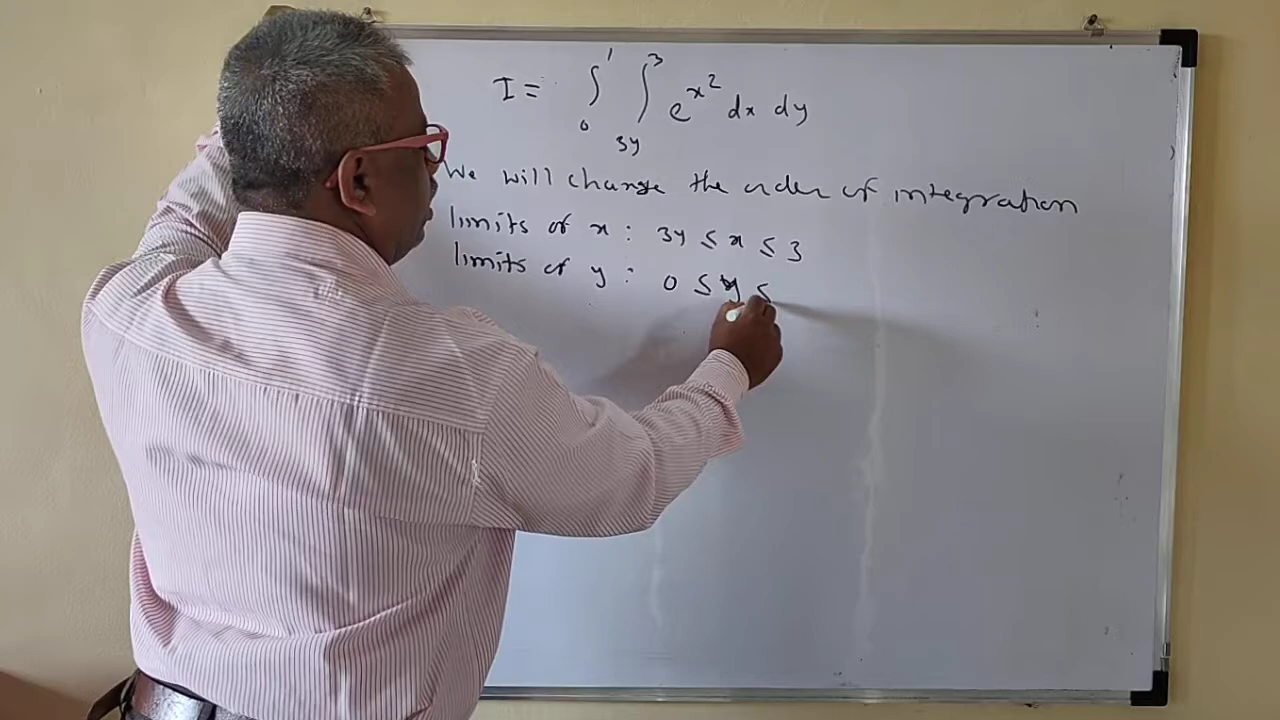 I = ∫₀¹ ∫₃ᵧ³ e^x² dx dy
We will change the order of integration
limits of x : 3y ≤ x ≤ 3
limits of y : 0 ≤ y ≤